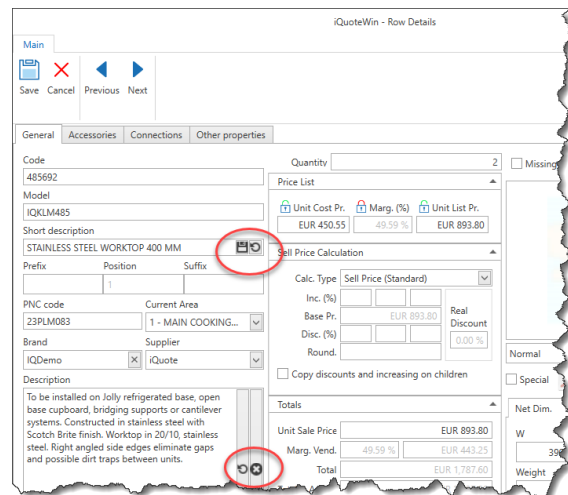 iQuoteWin - Row Details
Main
Save Cancel Previous Next
General Accessories Connections Other properties
Code
485692
Model
IQKLM485
Short description
STAINLESS STEEL WORKTOP 400 MM
Prefix Position Suffix
1
PNC code Current Area
23PLM083 1 - MAIN COOKING...
Brand Supplier
IQDemo iQuote
Description
To be installed on Jolly refrigerated base, open
base cupboard, bridging supports or cantilever
systems. Constructed in stainless steel with
Scotch Brite finish. Worktop in 20/10, stainless
steel. Right angled side edges eliminate gaps
and possible dirt traps between units.
Quantity 2
Price List
Unit Cost Pr. Marg. (%) Unit List Pr.
EUR 450.55 49.59 % EUR 893.80
Sell Price Calculation
Calc. Type Sell Price (Standard)
Inc. (%)
Base Pr. EUR 893.80
Real
Discount
Disc. (%) 0.00 %
Round.
Copy discounts and increasing on children
Totals
Unit Sale Price EUR 893.80
Marg. Vend. 49.59 % EUR 443.25
Total EUR 1,787.60
Missing
Normal
Special
Net Dim.
W
390
Weight